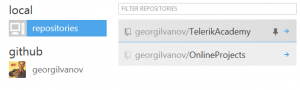 local
repositories
github
georgilvanov
FILTER REPOSITORIES
georgilvanov/TelerikAcademy
georgilvanov/OnlineProjects